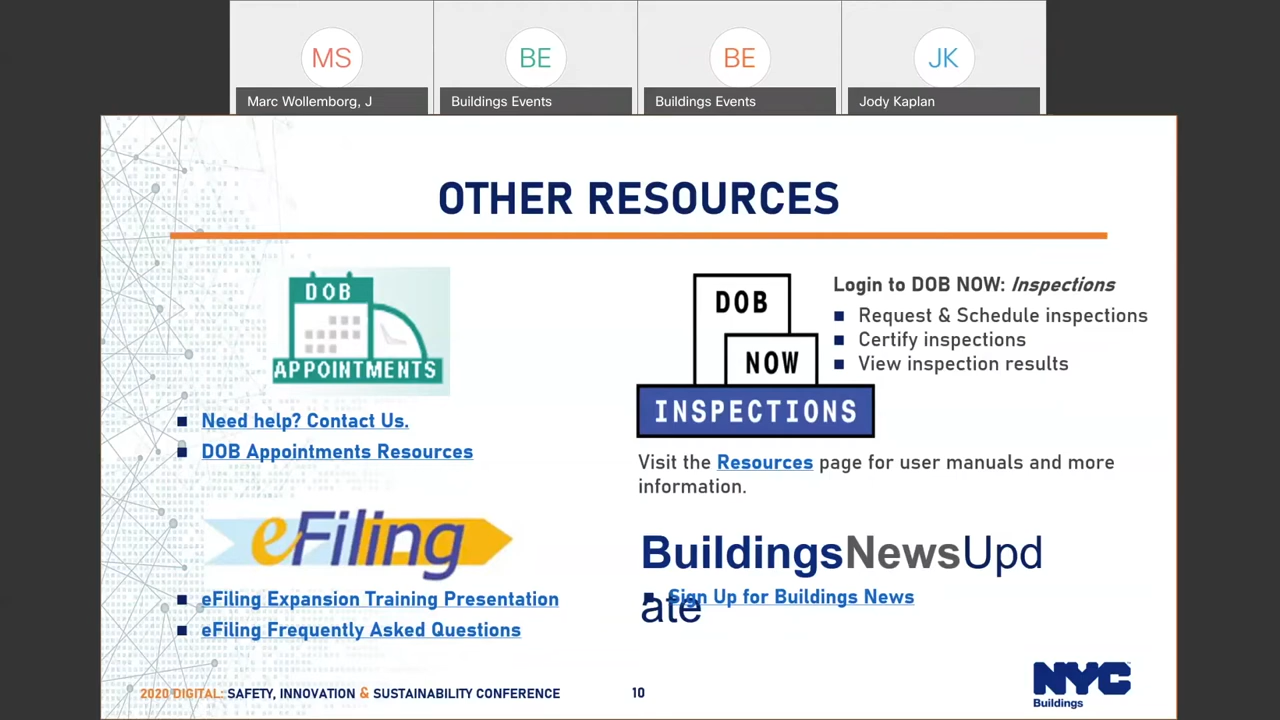 MS
BE
BE
JK
Marc Wollemborg, J
Buildings Events
Buildings Events
Jody Kaplan
OTHER RESOURCES
DOB
APPOINTMENTS
Need help? Contact Us.
DOB Appointments Resources
eFiling
eFiling Expansion Training Presentation
eFiling Frequently Asked Questions
DOB
NOW
INSPECTIONS
Login to DOB NOW: Inspections
Request & Schedule inspections
Certify inspections
View inspection results
Visit the Resources page for user manuals and more
information.
BuildingsNewsUpd
ate
Sign Up for Buildings News
2020 DIGITAL: SAFETY, INNOVATION & SUSTAINABILITY CONFERENCE
10
NYC
Buildings